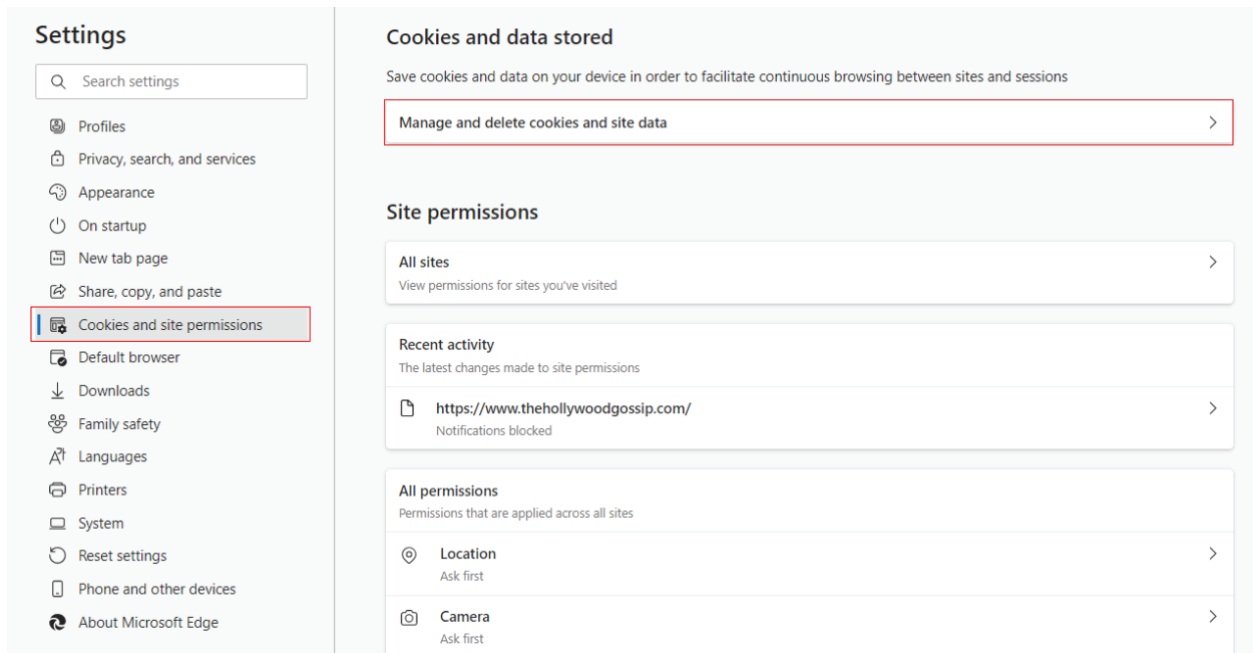 Settings
Search settings
Profiles
Privacy, search, and services
Appearance
On startup
New tab page
Share, copy, and paste
Cookies and site permissions
Default browser
Downloads
Family safety
Languages
Printers
System
Reset settings
Phone and other devices
About Microsoft Edge
Cookies and data stored
Save cookies and data on your device in order to facilitate continuous browsing between sites and sessions
Manage and delete cookies and site data
Site permissions
All sites
View permissions for sites you've visited
Recent activity
The latest changes made to site permissions
https://www.thehollywoodgossip.com/
Notifications blocked
All permissions
Permissions that are applied across all sites
Location
Ask first
Camera
Ask first